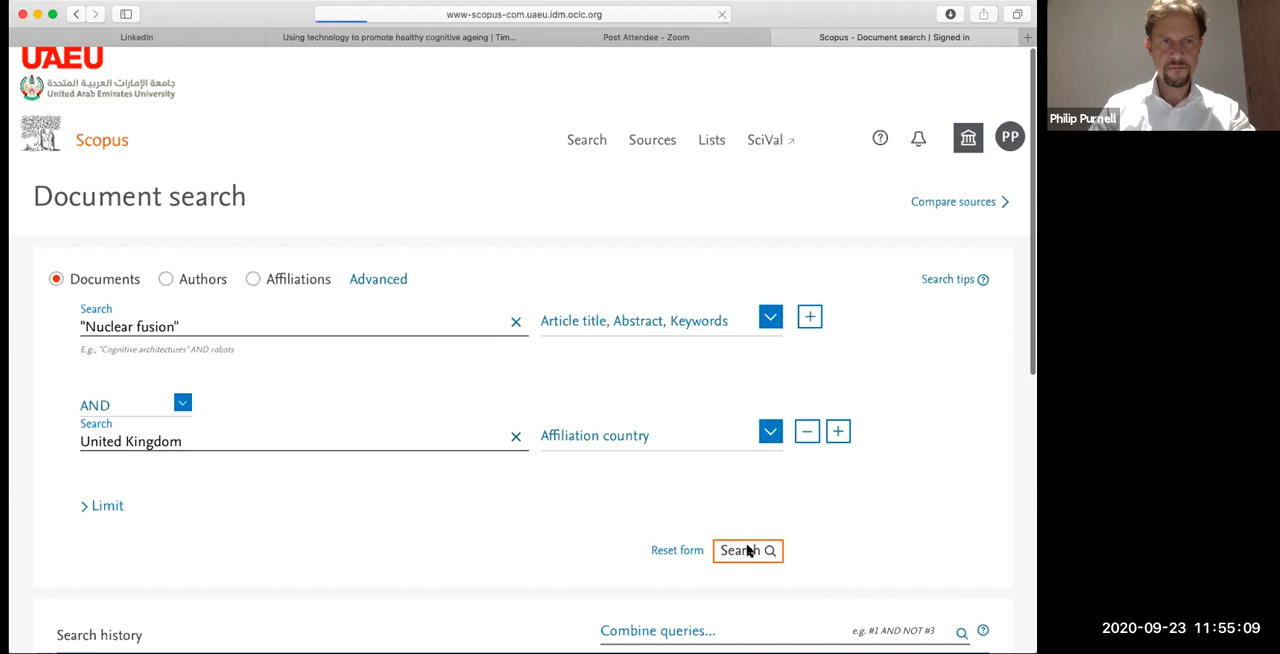 www-scopus-com.uaeu.idm.oclc.org
LinkedIn
Using technology to promote healthy cognitive ageing | Tim...
Post Attendee - Zoom
Scopus - Document search | Signed in
UAEU
جامعة الإمارات العربية المتحدة
United Arab Emirates University
Scopus
Search
Sources
Lists
SciVal
PP
Philip Purnell
Document search
Compare sources
Documents
Authors
Affiliations
Advanced
Search tips
Search
"Nuclear fusion"
Article title, Abstract, Keywords
E.g., "Cognitive architectures" AND robots
AND
Search
United Kingdom
Affiliation country
Limit
Reset form
Search
Search history
Combine queries...
e.g. #1 AND NOT #3
2020-09-23 11:55:09